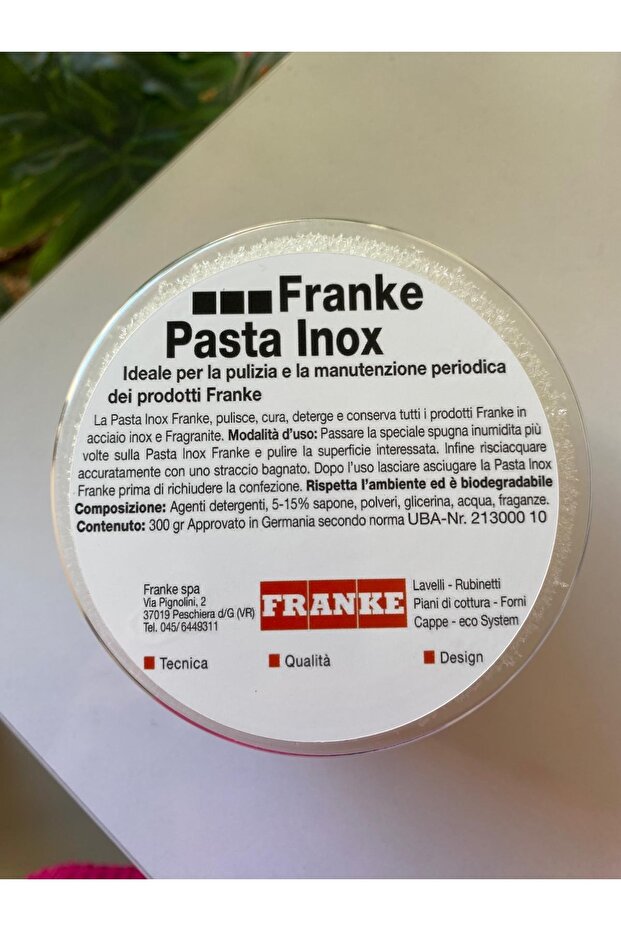 Franke
Pasta Inox
Ideale per la pulizia e la manutenzione periodica
dei prodotti Franke
La Pasta Inox Franke, pulisce, cura, deterge e conserva tutti i prodotti Franke in
acciaio inox e Fragranite. Modalità d'uso: Passare la speciale spugna inumidita più
volte sulla Pasta Inox Franke e pulire la superficie interessata. Infine risciacquare
accuratamente con uno straccio bagnato. Dopo l'uso lasciare asciugare la Pasta Inox
Franke prima di richiudere la confezione. Rispetta l'ambiente ed è biodegradabile
Composizione: Agenti detergenti, 5-15% sapone, polveri, glicerina, acqua, fraganze.
Contenuto: 300 gr Approvato in Germania secondo norma UBA-Nr. 213000 10
Franke spa
Via Pignolini, 2
37019 Peschiera d/G (VR)
Tel. 045/6449311
FRANKE
Lavelli - Rubinetti
Piani di cottura - Forni
Cappe - eco System
Tecnica
Qualità
Design